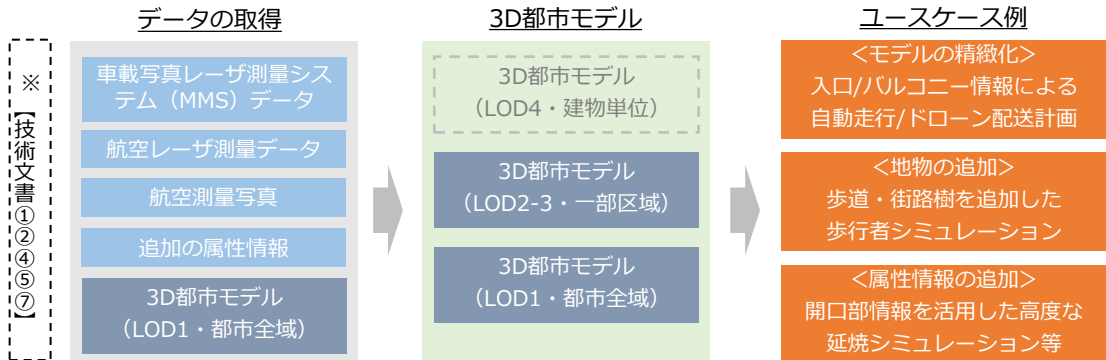 データの取得
3D都市モデル
ユースケース例
※【技術文書①②④⑤⑦】
車載写真レーザ測量シス
テム（MMS）データ
航空レーザ測量データ
航空測量写真
追加の属性情報
3D都市モデル
（LOD1・都市全域）
3D都市モデル
（LOD4・建物単位）
3D都市モデル
（LOD2-3・一部区域）
3D都市モデル
（LOD1・都市全域）
＜モデルの精緻化＞
入口/バルコニー情報による
自動走行/ドローン配送計画
＜地物の追加＞
歩道・街路樹を追加した
歩行者シミュレーション
＜属性情報の追加＞
開口部情報を活用した高度な
延焼シミュレーション等